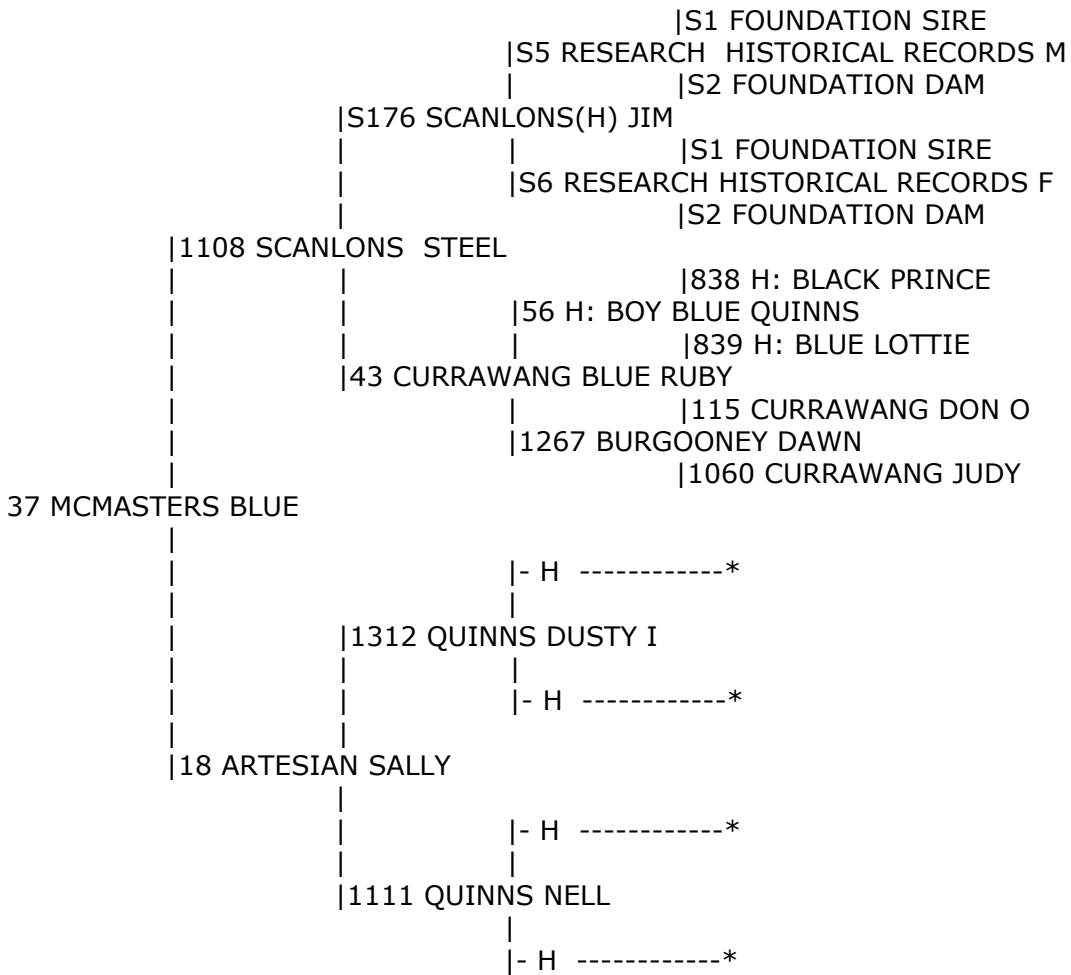 |S1 FOUNDATION SIRE
|S5 RESEARCH  HISTORICAL RECORDS M
| |S2 FOUNDATION DAM
|S176 SCANLONS(H) JIM
| | |S1 FOUNDATION SIRE
| |S6 RESEARCH HISTORICAL RECORDS F
| |S2 FOUNDATION DAM
|1108 SCANLONS  STEEL
| | |838 H: BLACK PRINCE
| | |56 H: BOY BLUE QUINNS
| | | |839 H: BLUE LOTTIE
| |43 CURRAWANG BLUE RUBY
| | |115 CURRAWANG DON O
| |1267 BURGOONEY DAWN
| |1060 CURRAWANG JUDY
37 MCMASTERS BLUE
|
| |- H ------------*
| |
| |1312 QUINNS DUSTY I
| | |
| | |- H ------------*
| |
|18 ARTESIAN SALLY
|
| |- H ------------*
| |
|1111 QUINNS NELL
|
|- H ------------*